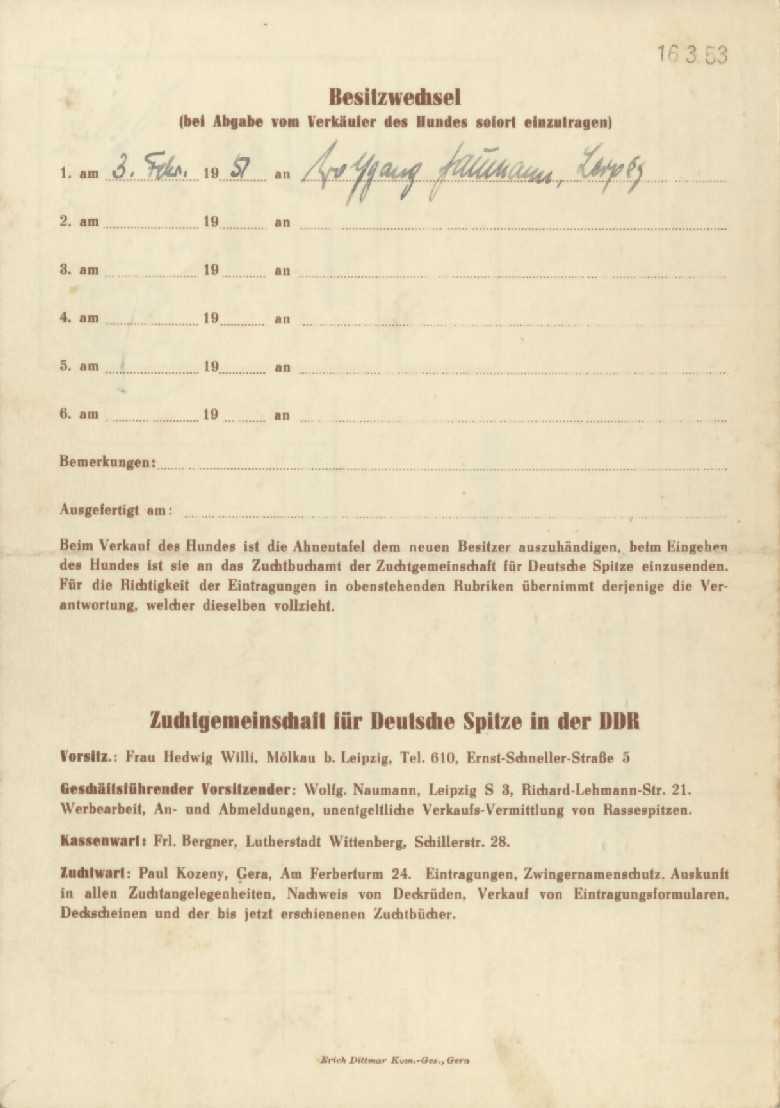 16 3. 53
Besitzwechsel
(bei Abgabe vom Verkäufer des Hundes sofort einzutragen)
1. am 3. Febr. 19 51 an Wolfgang Naumann, Leipzig
2. am 19 an
3. am 19 an
4. am 19 an
5. am 19 an
6. am 19 an
Bemerkungen:
Ausgefertigt am:
Beim Verkauf des Hundes ist die Ahnentafel dem neuen Besitzer auszuhändigen, beim Eingehen
des Hundes ist sie an das Zuchtbuchamt der Zuchtgemeinschaft für Deutsche Spitze einzusenden.
Für die Richtigkeit der Eintragungen in obenstehenden Rubriken übernimmt derjenige die Ver-
antwortung, welcher dieselben vollzieht.
Zuchtgemeinschaft für Deutsche Spitze in der DDR
Vorsitz.: Frau Hedwig Willi, Mölkau b. Leipzig, Tel. 610, Ernst-Schneller-Straße 5
Geschäftsführender Vorsitzender: Wolfg. Naumann, Leipzig S 3, Richard-Lehmann-Str. 21.
Werbearbeit, An- und Abmeldungen, unentgeltliche Verkaufs-Vermittlung von Rassespitzen.
Kassenwart: Frl. Bergner, Lutherstadt Wittenberg, Schillerstr. 28.
Zuchtwart: Paul Kozeny, Gera, Am Ferberturm 24. Eintragungen, Zwingernamenschutz. Auskunft
in allen Zuchtangelegenheiten, Nachweis von Deckrüden, Verkauf von Eintragungsformularen,
Deckscheinen und der bis jetzt erschienenen Zuchtbücher.
Erich Dittmar Kom.-Ges., Gera